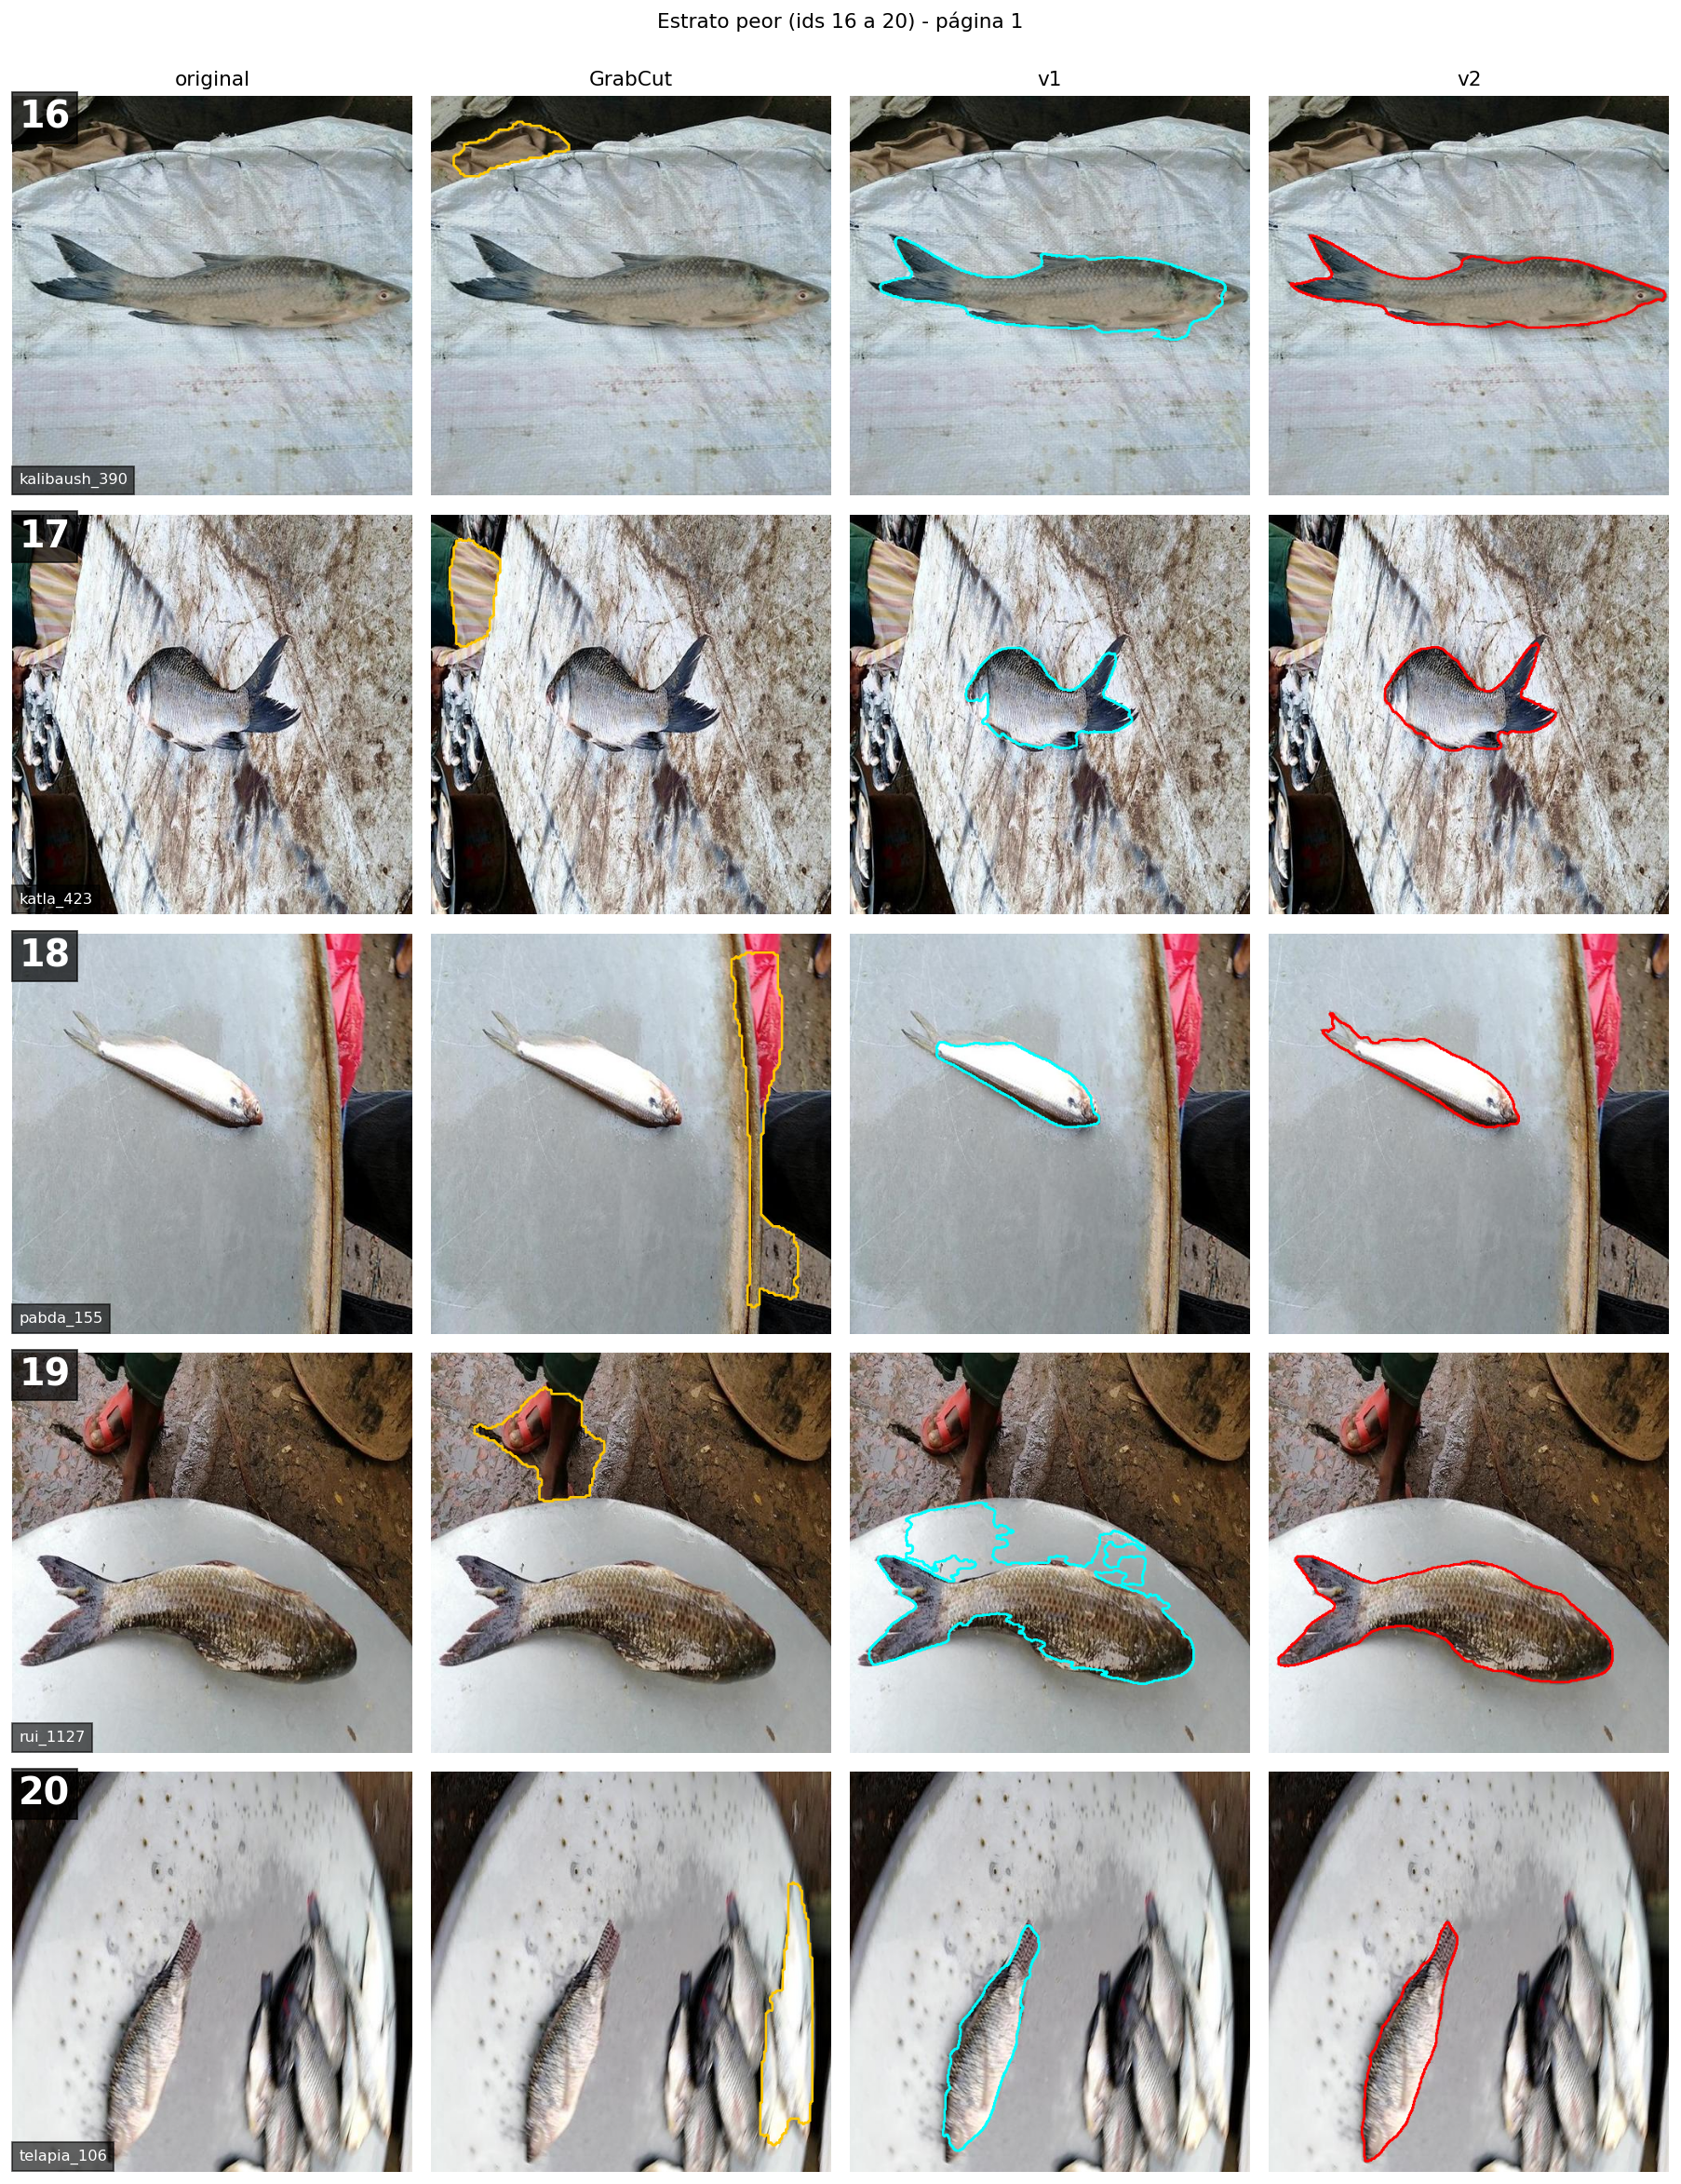 Estrato peor (ids 16 a 20) - página 1
original GrabCut v1 v2
16
kalibaush_390
17
katla_423
18
pabda_155
19
rui_1127
20
telapia_106